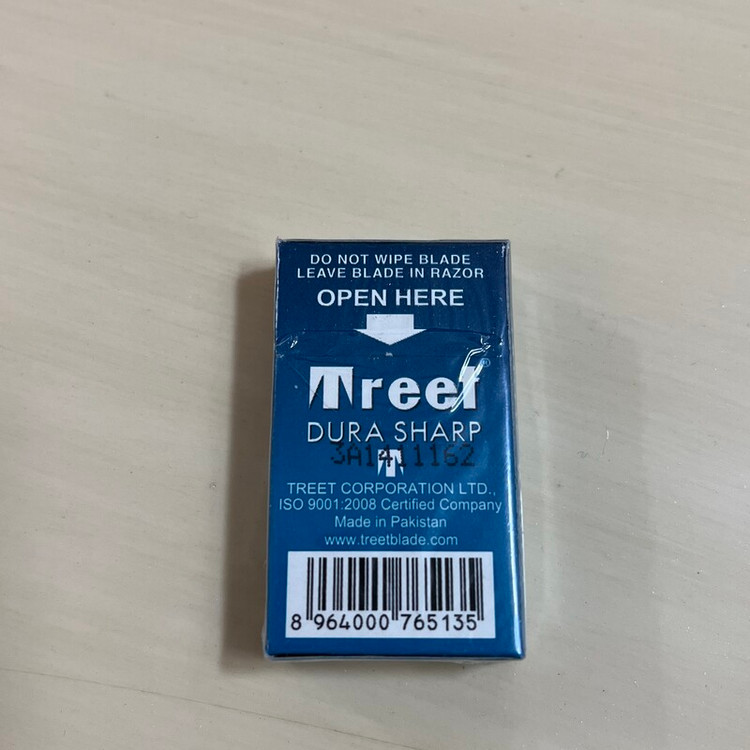 DO NOT WIPE BLADE
LEAVE BLADE IN RAZOR
OPEN HERE
Treet®
DURA SHARP
3A1411162
TREET CORPORATION LTD.,
ISO 9001:2008 Certified Company
Made in Pakistan
www.treetblade.com
8 964000 765135